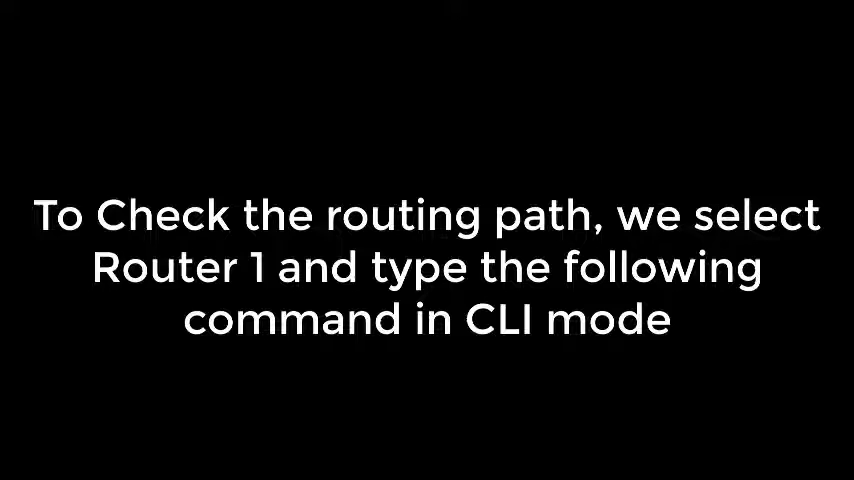 To Check the routing path, we select
Router 1 and type the following
command in CLI mode